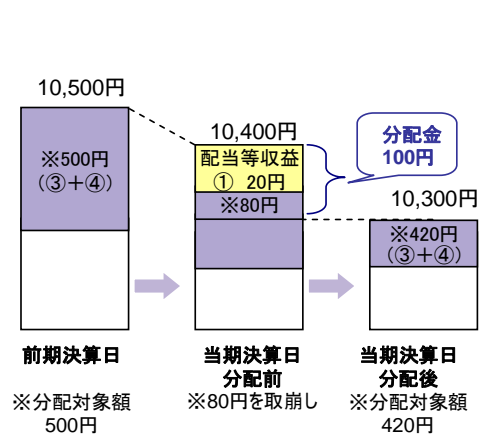 10,500円
※500円
(③+④)
前期決算日
※分配対象額
500円
10,400円
配当等収益
① 20円
※80円
当期決算日
分配前
※80円を取崩し
分配金
100円
10,300円
※420円
(③+④)
当期決算日
分配後
※分配対象額
420円